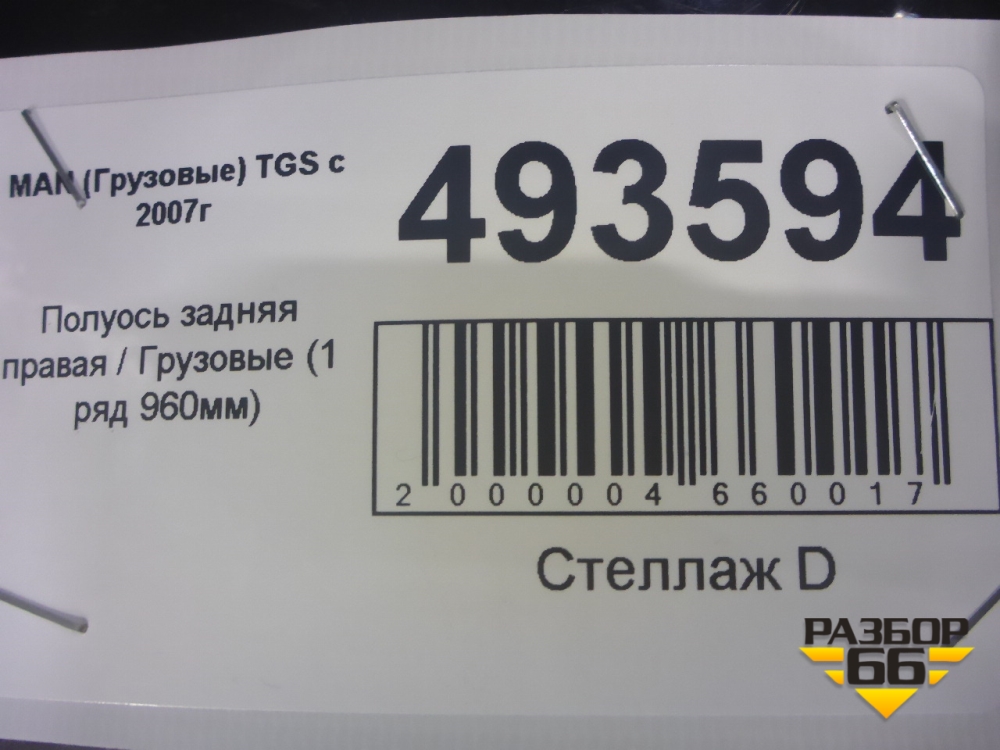 MAN (Грузовые) TGS с
2007г
493594
Полуось задняя
правая / Грузовые (1
ряд 960мм)
2 000004 660017
Стеллаж D
РАЗБОР
66